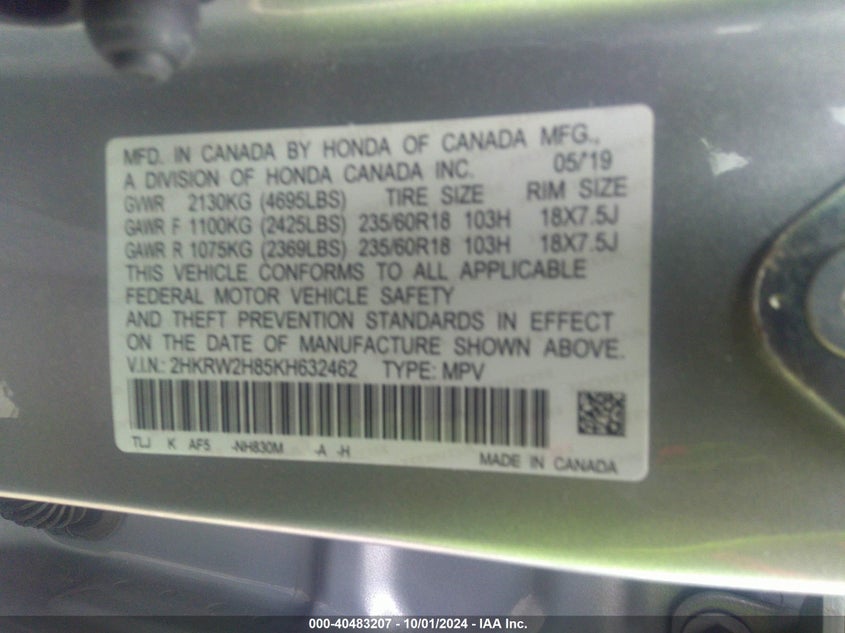 MFD. IN CANADA BY HONDA OF CANADA MFG.,
A DIVISION OF HONDA CANADA INC. 05/'19
GVWR 2130KG (4695LBS) TIRE SIZE RIM SIZE
GAWR F 1100KG (2425LBS) 235/60R18 103H 18X7.5J
GAWR R 1075KG (2369LBS) 235/60R18 103H 18X7.5J
THIS VEHICLE CONFORMS TO ALL APPLICABLE
FEDERAL MOTOR VEHICLE SAFETY
AND THEFT PREVENTION STANDARDS IN EFFECT
ON THE DATE OF MANUFACTURE SHOWN ABOVE.
V.I.N.: 2HKRW2H85KH632462 TYPE: MPV
TLJ K AF5 -NH830M -A -H
MADE IN CANADA
000-40483207 - 10/01/2024 - IAA Inc.